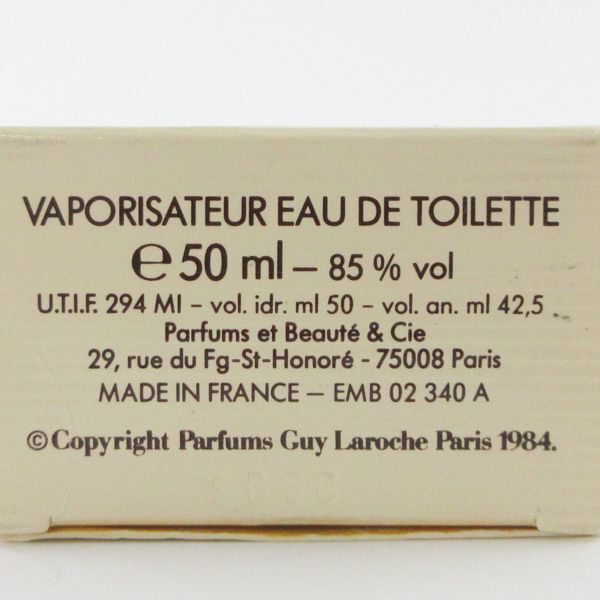 VAPORISATEUR EAU DE TOILETTE
℮ 50 ml – 85 % vol
U.T.I.F. 294 MI – vol. idr. ml 50 – vol. an. ml 42,5
Parfums et Beauté & Cie
29, rue du Fg-St-Honoré - 75008 Paris
MADE IN FRANCE – EMB 02 340 A
©Copyright Parfums Guy Laroche Paris 1984.